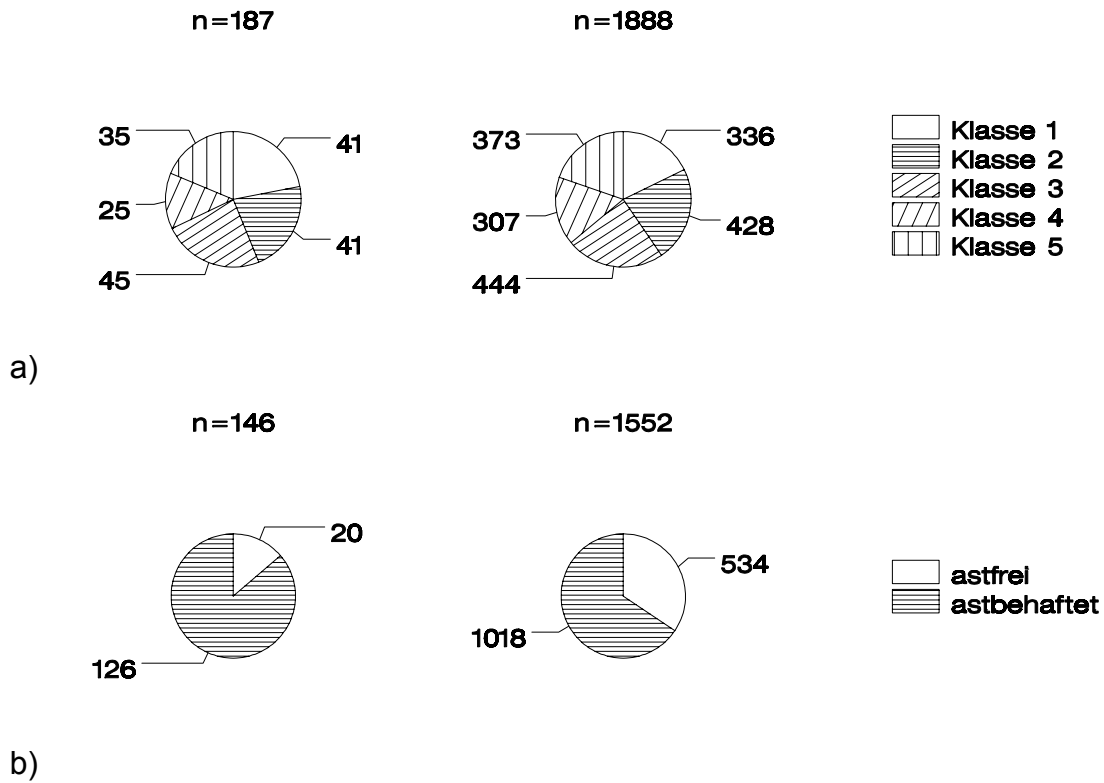 n=187
n=1888
35
41
25
41
45
373
336
307
428
444
Klasse 1
Klasse 2
Klasse 3
Klasse 4
Klasse 5
a)
n=146
n=1552
20
126
534
1018
astfrei
astbehaftet
b)